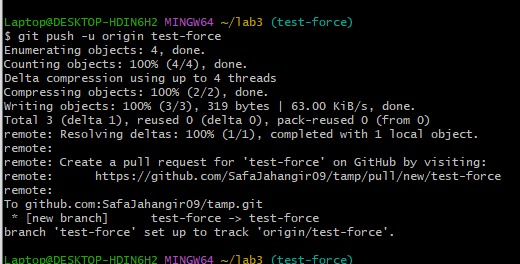 Laptop@DESKTOP-HDIN6H2 MINGW64 ~/lab3 (test-force)
$ git push -u origin test-force
Enumerating objects: 4, done.
Counting objects: 100% (4/4), done.
Delta compression using up to 4 threads
Compressing objects: 100% (2/2), done.
Writing objects: 100% (3/3), 319 bytes | 63.00 KiB/s, done.
Total 3 (delta 1), reused 0 (delta 0), pack-reused 0 (from 0)
remote: Resolving deltas: 100% (1/1), completed with 1 local object.
remote:
remote: Create a pull request for 'test-force' on GitHub by visiting:
remote:      https://github.com/SafaJahangir09/tamp/pull/new/test-force
remote:
To github.com:SafaJahangir09/tamp.git
 * [new branch]      test-force -> test-force
branch 'test-force' set up to track 'origin/test-force'.
Laptop@DESKTOP-HDIN6H2 MINGW64 ~/lab3 (test-force)